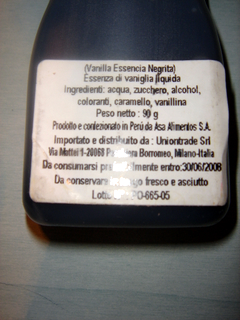 (Vanilla Essencia Negrita)
Essenza di vaniglia liquida
Ingredienti: acqua, zucchero, alcohol,
coloranti, caramello, vanillina
Peso netto : 90 g
Prodotto e confezionato in Perú da Asa Alimentos S.A.
Importato e distribuito da : Uniontrade Srl
Via Mattei 1-20068 Borromeo, Milano-Italia
Da consumarsi entro:30/06/2008
Da conservare fresco e asciutto
Lotto